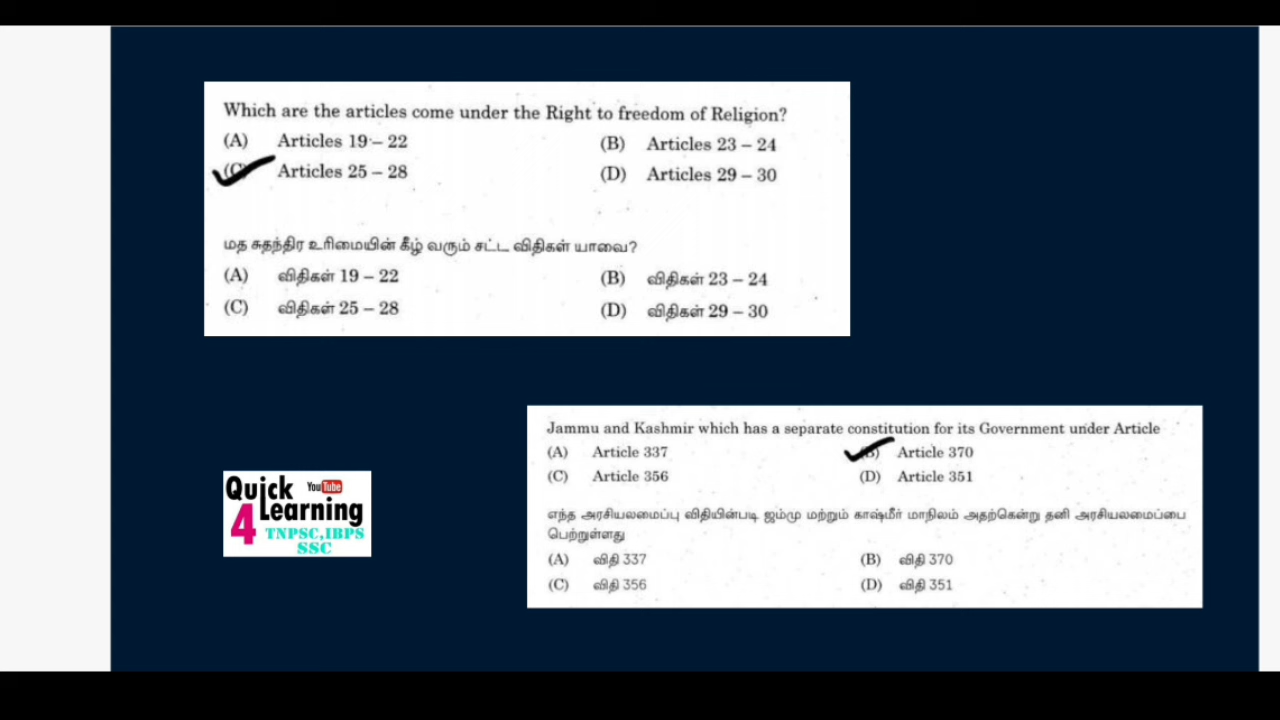 Which are the articles come under the Right to freedom of Religion?
(A) Articles 19 – 22 (B) Articles 23 – 24
(C) Articles 25 – 28 (D) Articles 29 – 30
மத சுதந்திர உரிமையின் கீழ் வரும் சட்ட விதிகள் யாவை?
(A) விதிகள் 19 – 22 (B) விதிகள் 23 – 24
(C) விதிகள் 25 – 28 (D) விதிகள் 29 – 30
Jammu and Kashmir which has a separate constitution for its Government under Article
(A) Article 337 (B) Article 370
(C) Article 356 (D) Article 351
எந்த அரசியலமைப்பு விதியின்படி ஜம்மு மற்றும் காஷ்மீர் மாநிலம் அதற்கென்று தனி அரசியலமைப்பை
பெற்றுள்ளது
(A) விதி 337 (B) விதி 370
(C) விதி 356 (D) விதி 351
Quick YouTube
4 Learning
TNPSC,IBPS
SSC